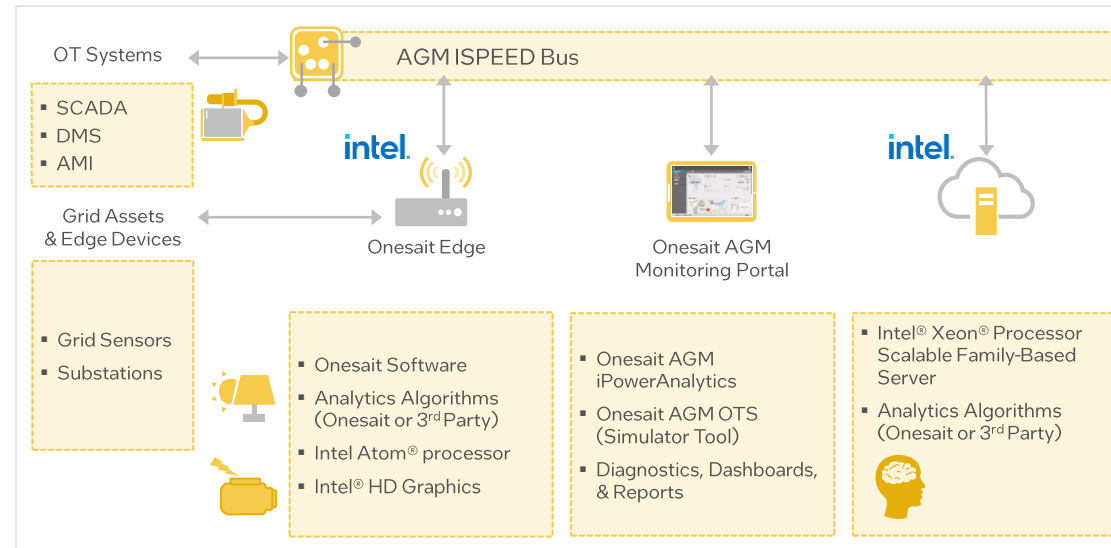 OT Systems
AGM ISPEED Bus
▪ SCADA
▪ DMS
▪ AMI
intel.
intel.
Grid Assets
& Edge Devices
Onesait Edge
Onesait AGM
Monitoring Portal
▪ Grid Sensors
▪ Substations
▪ Onesait Software
▪ Analytics Algorithms
(Onesait or 3rd Party)
▪ Intel Atom® processor
▪ Intel® HD Graphics
▪ Onesait AGM
iPowerAnalytics
▪ Onesait AGM OTS
(Simulator Tool)
▪ Diagnostics, Dashboards,
& Reports
▪ Intel® Xeon® Processor
Scalable Family-Based
Server
▪ Analytics Algorithms
(Onesait or 3rd Party)